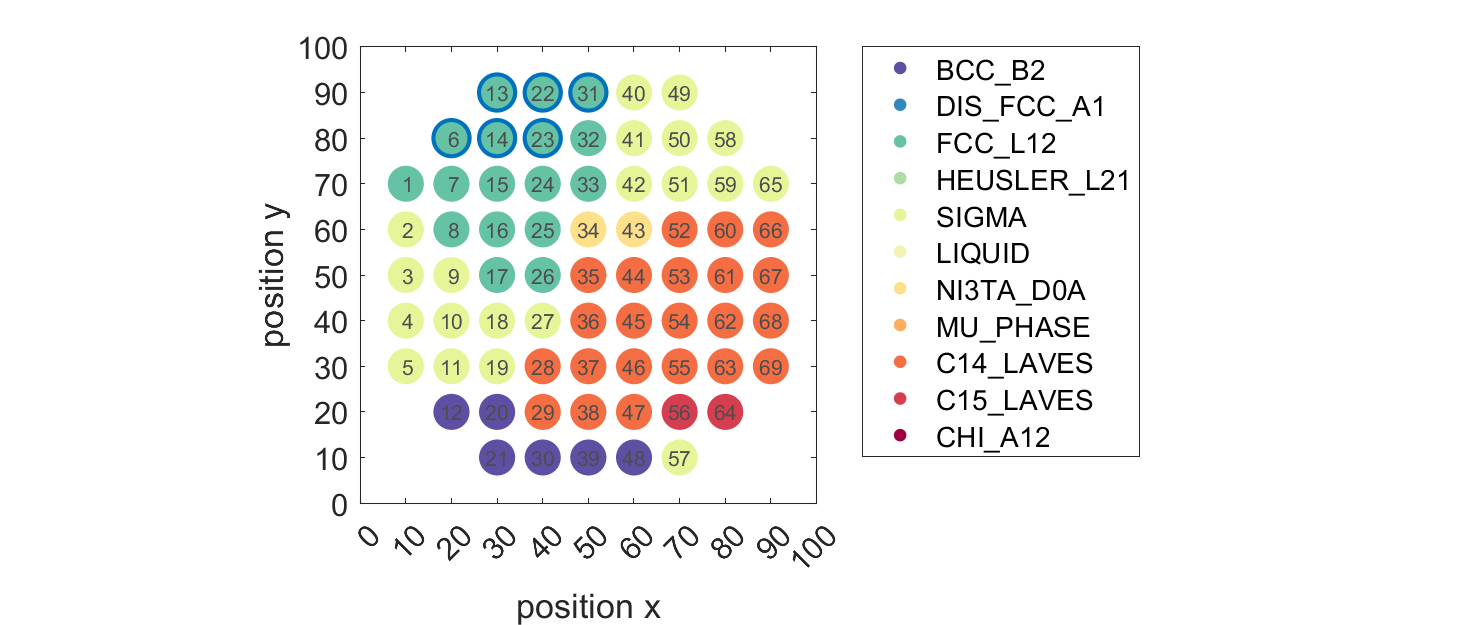 100
90
80
70
60
50
40
30
20
10
0
position y
13 22 31 40 49
6 14 23 32 41 50 58
1 7 15 24 33 42 51 59 65
2 8 16 25 34 43 52 60 66
3 9 17 26 35 44 53 61 67
4 10 18 27 36 45 54 62 68
5 11 19 28 37 46 55 63 69
12 20 29 38 47 56 64
21 30 39 48 57
0 10 20 30 40 50 60 70 80 90 100
position x
BCC_B2
DIS_FCC_A1
FCC_L12
HEUSLER_L21
SIGMA
LIQUID
NI3TA_D0A
MU_PHASE
C14_LAVES
C15_LAVES
CHI_A12